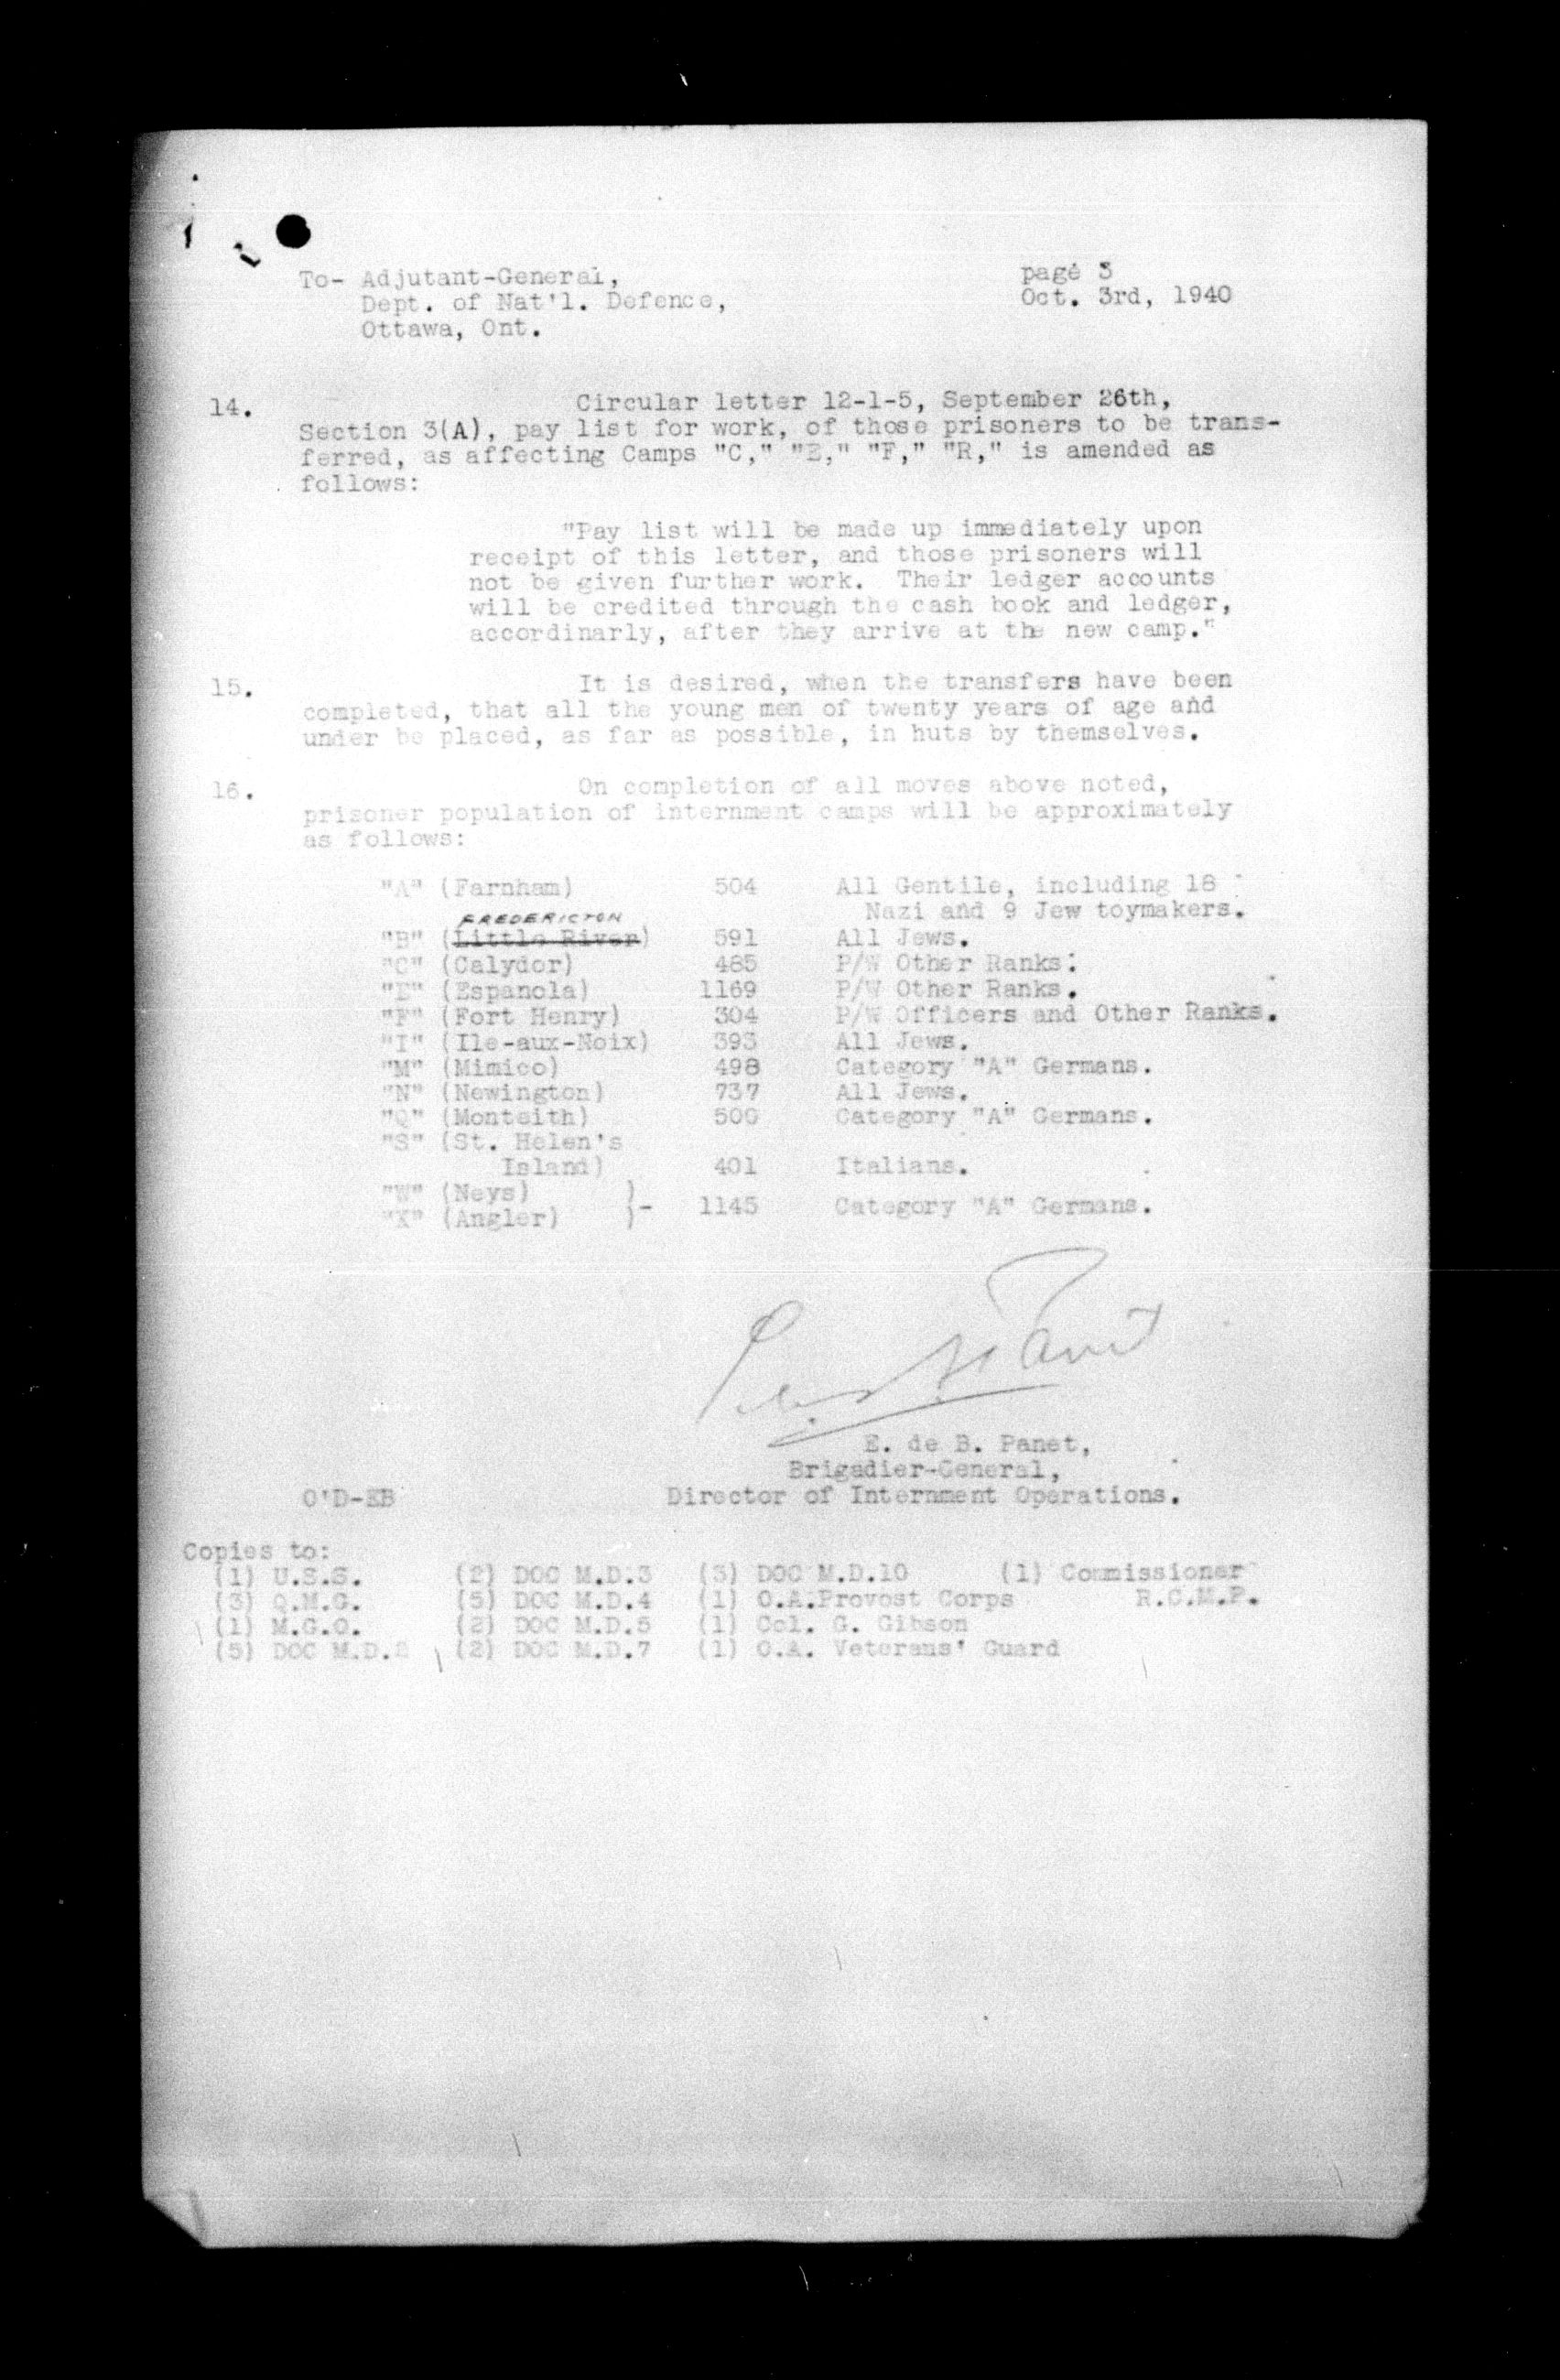 To- Adjutant-General,
Dept. of Nat'l. Defence,
Ottawa, Ont.
page 3
Oct. 3rd, 1940
14. Circular letter 12-1-5, September 26th,
Section 3(A), pay list for work, of those prisoners to be trans-
ferred, as affecting Camps "C," "E," "F," "R," is amended as
follows:
"Pay list will be made up immediately upon
receipt of this letter, and those prisoners will
not be given further work. Their ledger accounts
will be credited through the cash book and ledger,
accordinarly, after they arrive at the new camp."
15. It is desired, when the transfers have been
completed, that all the young men of twenty years of age and
under be placed, as far as possible, in huts by themselves.
16. On completion of all moves above noted,
prisoner population of internment camps will be approximately
as follows:
"A" (Farnham) 504 All Gentile, including 18
Nazi and 9 Jew toymakers.
FREDERICTON
"B" (Little River) 591 All Jews.
"C" (Calydor) 485 P/W Other Ranks.
"E" (Espanola) 1169 P/W Other Ranks.
"F" (Fort Henry) 304 P/W Officers and Other Ranks.
"I" (Ile-aux-Noix) 393 All Jews.
"M" (Mimico) 498 Category "A" Germans.
"N" (Newington) 737 All Jews.
"Q" (Monteith) 500 Category "A" Germans.
"S" (St. Helen's
Island) 401 Italians.
"W" (Neys) )
"X" (Angler) )- 1145 Category "A" Germans.
E. de B. Panet,
Brigadier-General,
O'D-EB Director of Internment Operations.
Copies to:
(1) U.S.S. (2) DOC M.D.3 (3) DOC M.D.10 (1) Commissioner
(3) Q.M.G. (5) DOC M.D.4 (1) O.A.Provost Corps R.C.M.P.
(1) M.G.O. (2) DOC M.D.5 (1) Col. G. Gibson
(5) DOC M.D.2 (2) DOC M.D.7 (1) O.A. Veterans' Guard